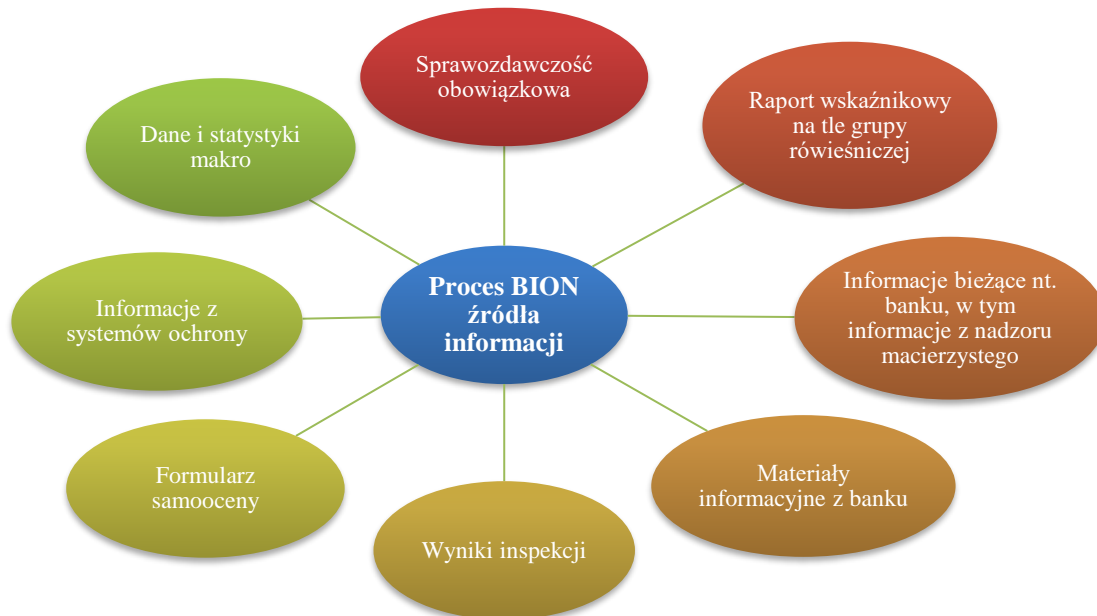 Sprawozdawczość
obowiązkowa
Raport wskaźnikowy
na tle grupy
rówieśniczej
Informacje bieżące nt.
banku, w tym
informacje z nadzoru
macierzystego
Materiały
informacyjne z banku
Wyniki inspekcji
Formularz
samooceny
Informacje z
systemów ochrony
Dane i statystyki
makro
Proces BION
źródła
informacji